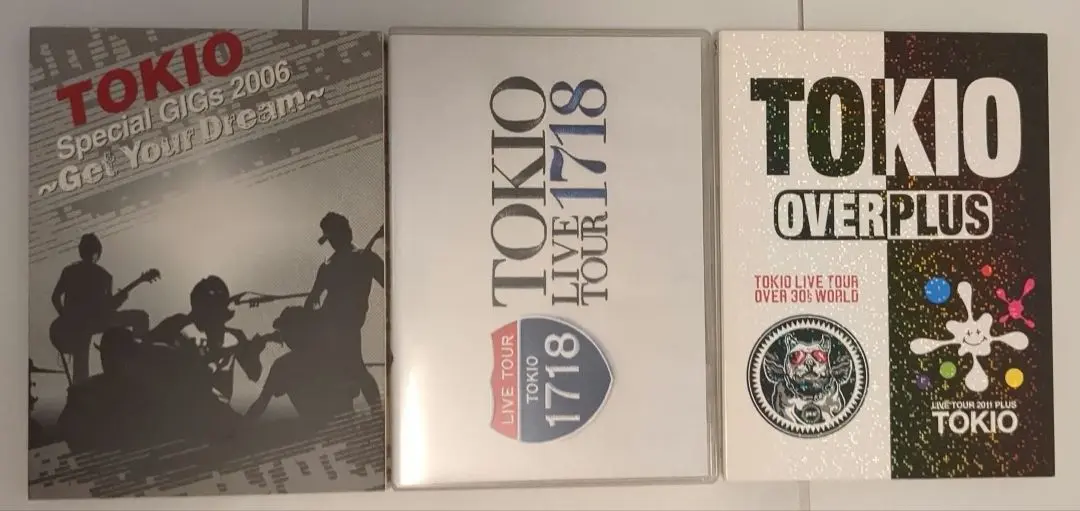 TOKIO
Special GIGs 2006
~Get Your Dream~
TOKIO
LIVE
TOUR 1718
LIVE TOUR
TOKIO
1718
TOKIO
OVERPLUS
TOKIO LIVE TOUR
OVER 30's WORLD
LIVE TOUR 2011 PLUS
TOKIO